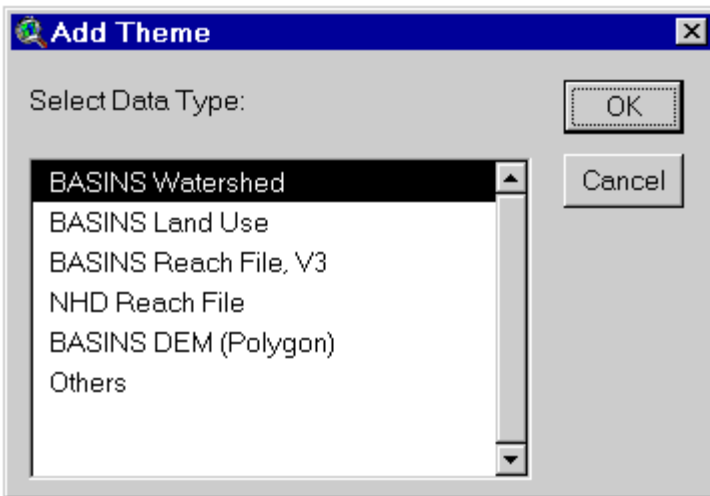 Add Theme
Select Data Type:
OK
BASINS Watershed
Cancel
BASINS Land Use
BASINS Reach File, V3
NHD Reach File
BASINS DEM (Polygon)
Others